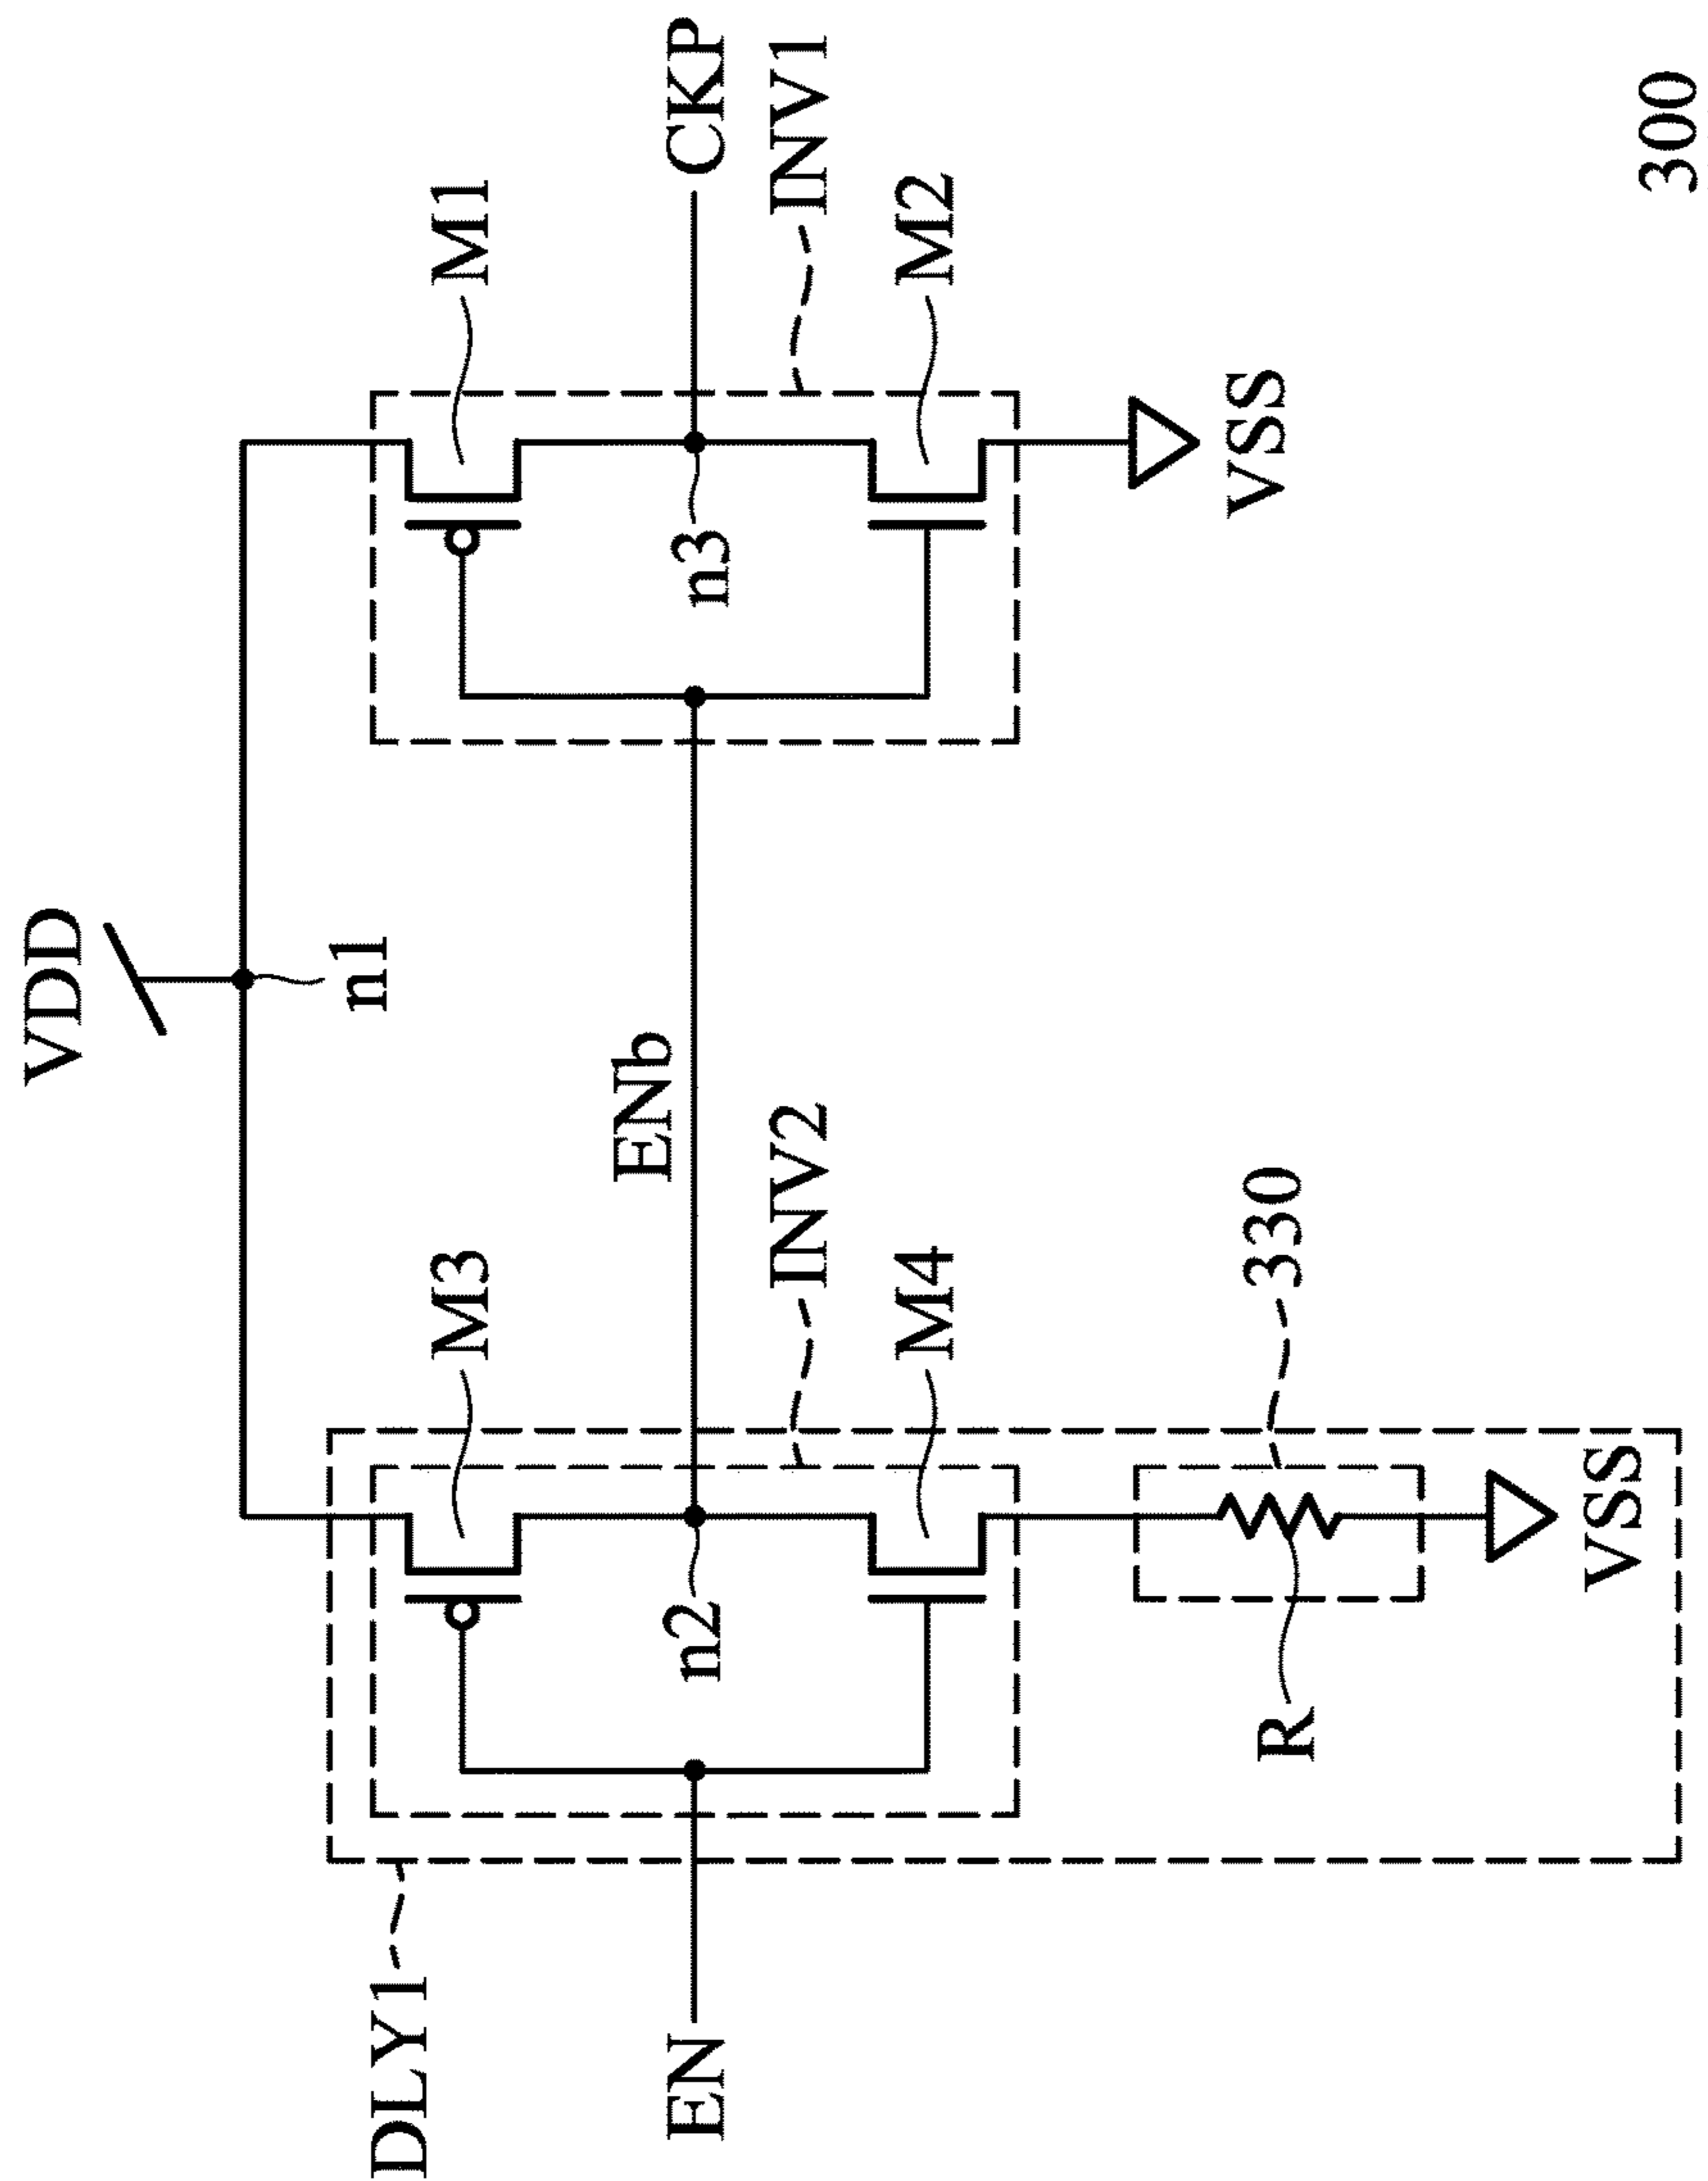 VDD
n1
DLY1
M3
M1
EN
n2
ENb
n3
CKP
INV2
INV1
M4
M2
R
330
VSS
VSS
300